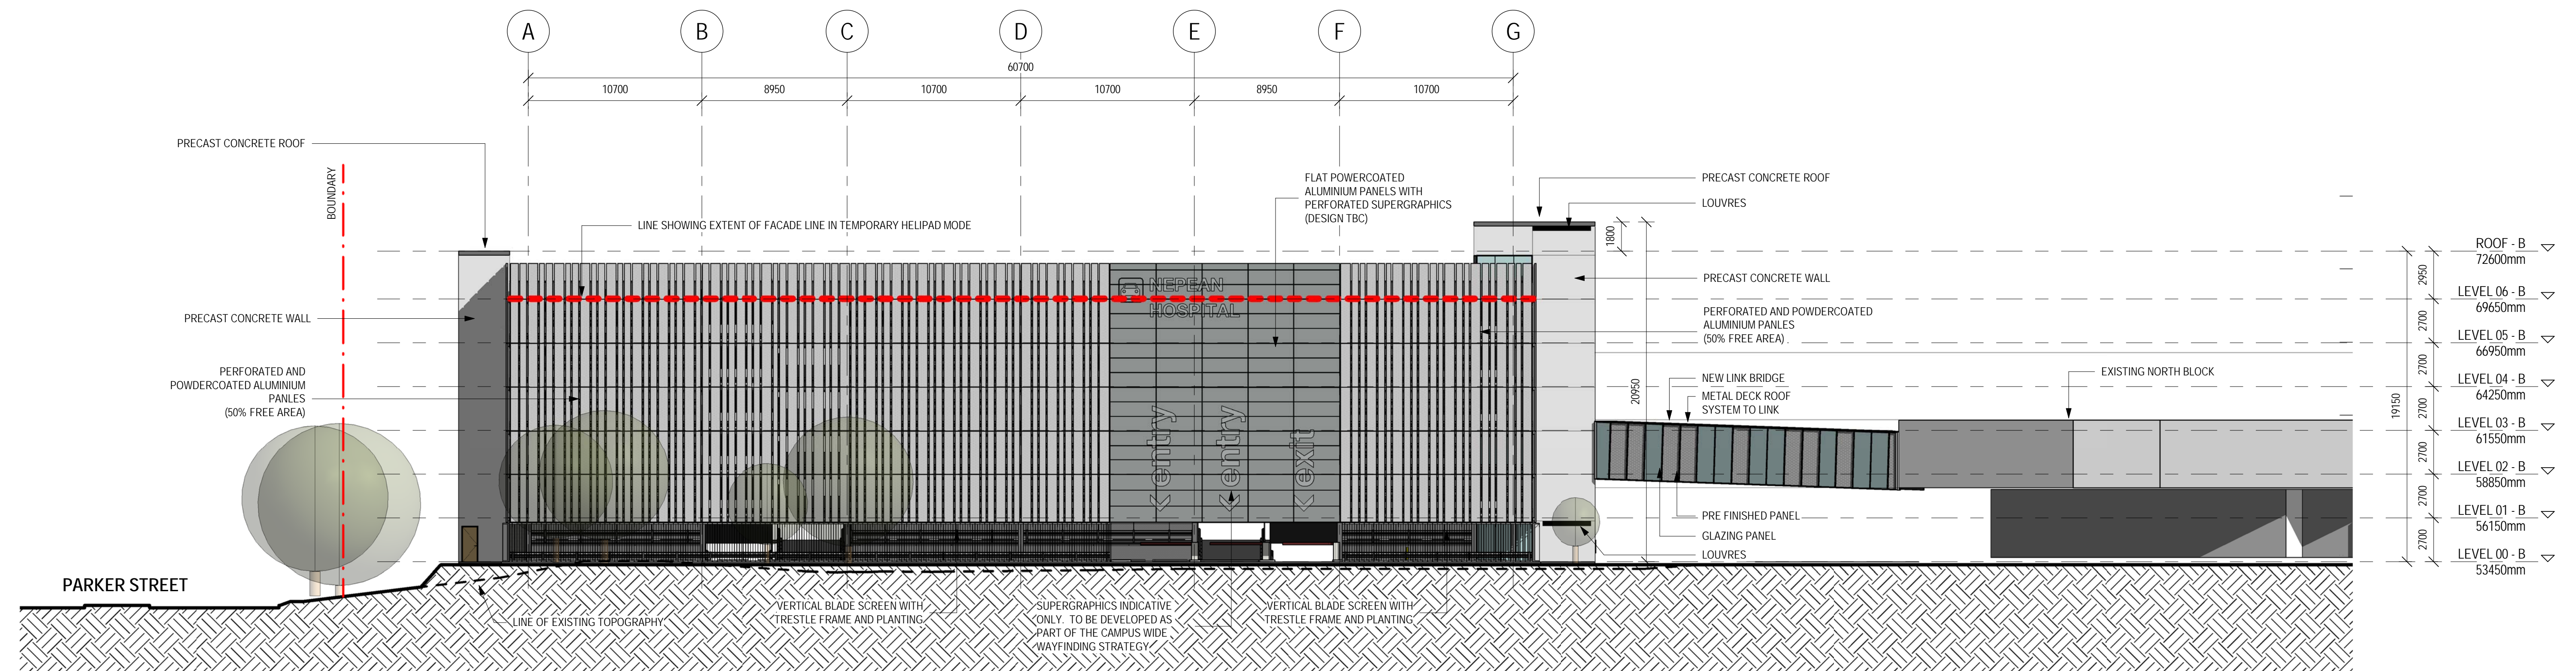 A
B
C
D
E
F
G
60700
10700
8950
10700
10700
8950
10700
PRECAST CONCRETE ROOF
BOUNDARY
LINE SHOWING EXTENT OF FACADE LINE IN TEMPORARY HELIPAD MODE
FLAT POWERCOATED
ALUMINIUM PANELS WITH
PERFORATED SUPERGRAPHICS
(DESIGN TBC)
PRECAST CONCRETE ROOF
LOUVRES
1800
ROOF - B
72600mm
PRECAST CONCRETE WALL
2950
NEPEAN
HOSPITAL
LEVEL 06 - B
69650mm
PRECAST CONCRETE WALL
PERFORATED AND POWDERCOATED
ALUMINIUM PANLES
(50% FREE AREA)
2700
LEVEL 05 - B
66950mm
PERFORATED AND
POWDERCOATED ALUMINIUM
PANLES
(50% FREE AREA)
20950
NEW LINK BRIDGE
METAL DECK ROOF
SYSTEM TO LINK
EXISTING NORTH BLOCK
19150
2700
LEVEL 04 - B
64250mm
2700
LEVEL 03 - B
61550mm
< entry
< entry
< exit
2700
LEVEL 02 - B
58850mm
PRE FINISHED PANEL
GLAZING PANEL
LOUVRES
2700
LEVEL 01 - B
56150mm
2700
LEVEL 00 - B
53450mm
PARKER STREET
LINE OF EXISTING TOPOGRAPHY
VERTICAL BLADE SCREEN WITH
TRESTLE FRAME AND PLANTING
SUPERGRAPHICS INDICATIVE
ONLY. TO BE DEVELOPED AS
PART OF THE CAMPUS WIDE
WAYFINDING STRATEGY
VERTICAL BLADE SCREEN WITH
TRESTLE FRAME AND PLANTING